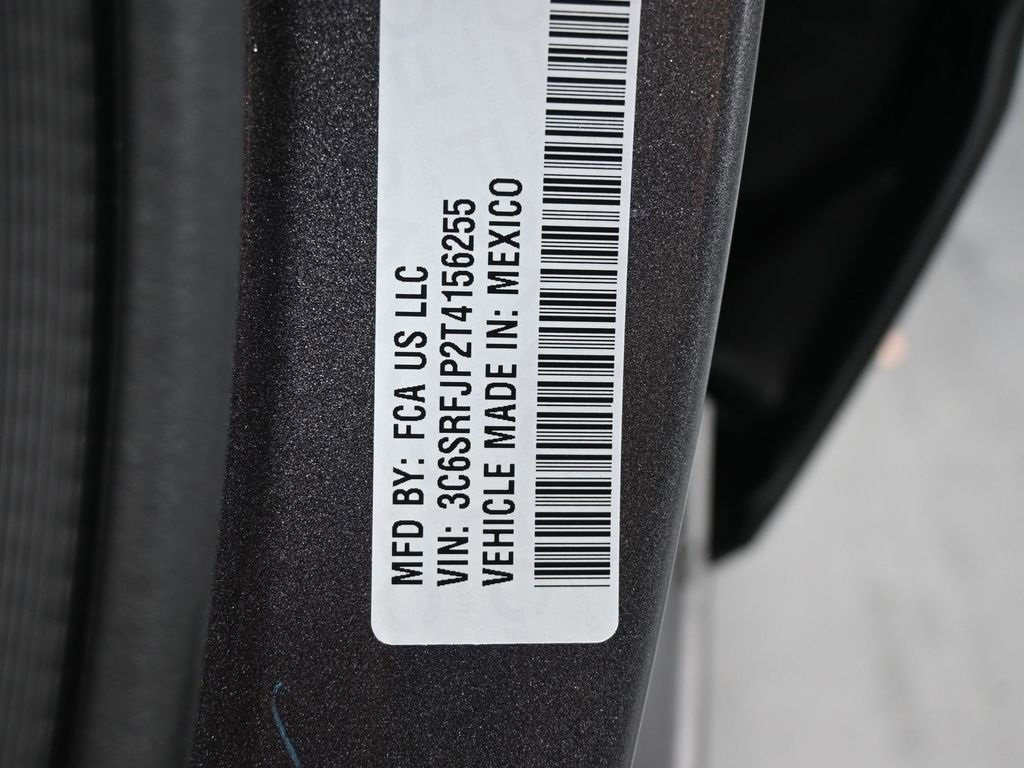 MFD BY: FCA US LLC
VIN: 3C6SRFJP2T4156255
VEHICLE MADE IN: MEXICO